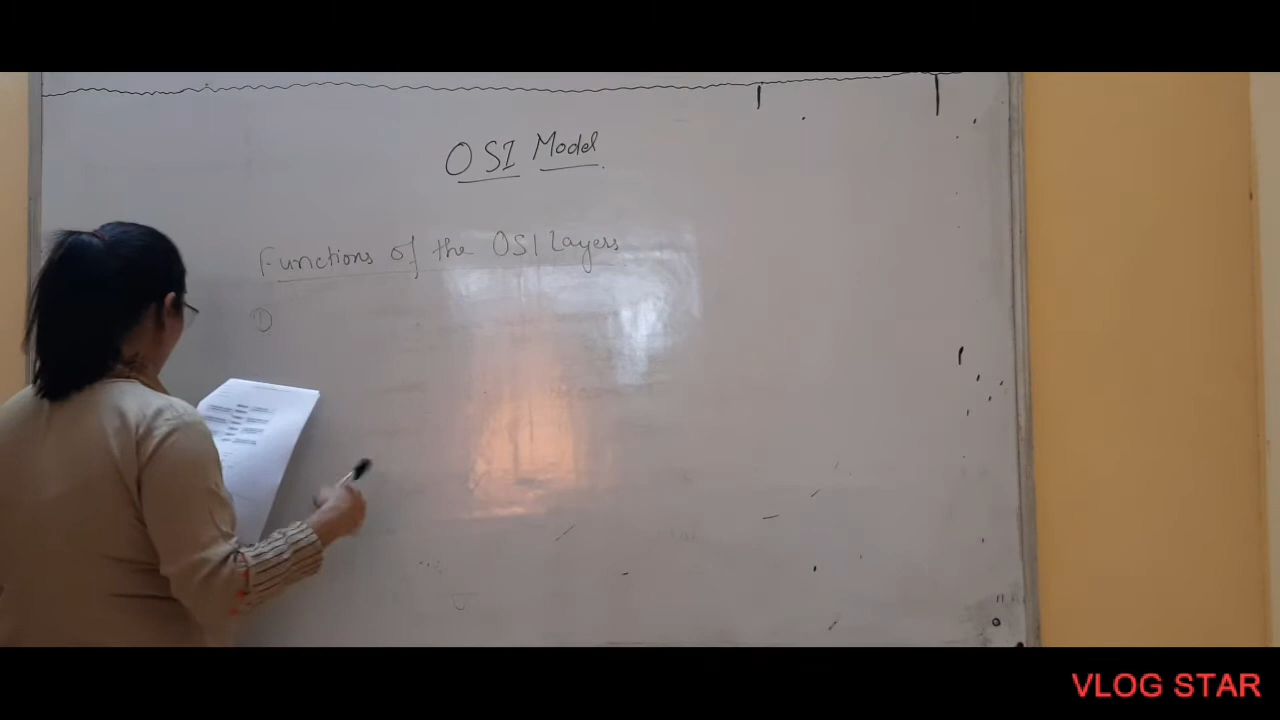 OSI Model
Functions of the OSI Layers
①
VLOG STAR